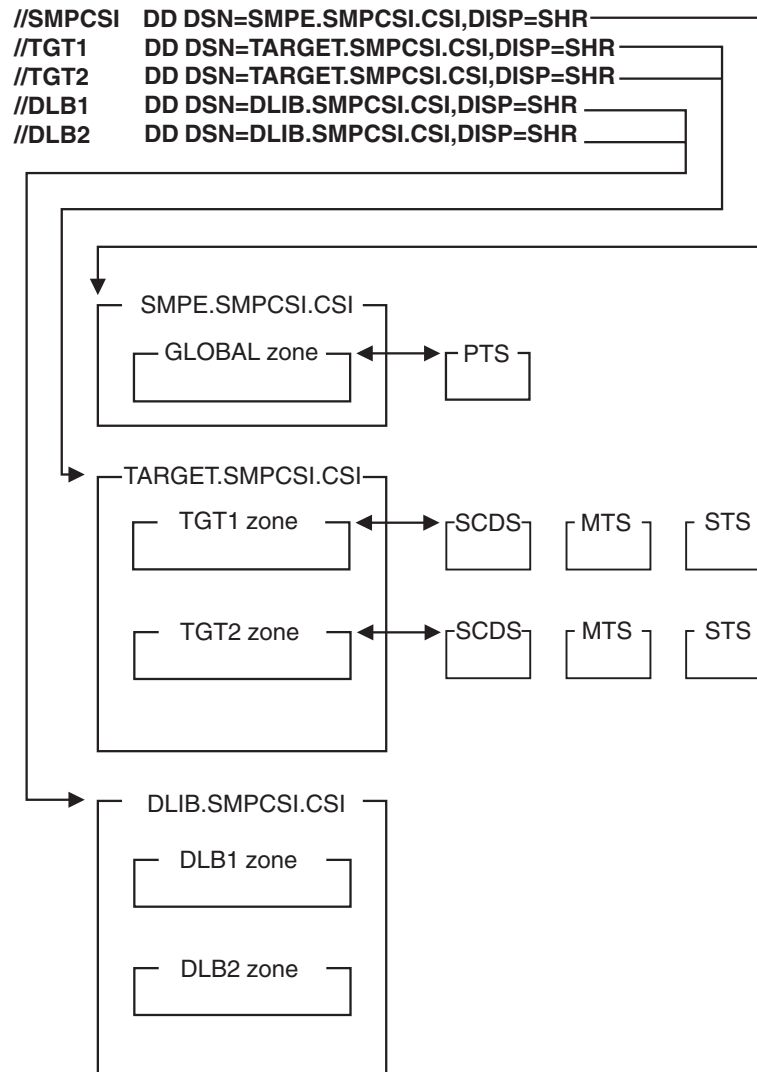 //SMPCSI DD DSN=SMPE.SMPCSI.CSI,DISP=SHR
//TGT1 DD DSN=TARGET.SMPCSI.CSI,DISP=SHR
//TGT2 DD DSN=TARGET.SMPCSI.CSI,DISP=SHR
//DLB1 DD DSN=DLIB.SMPCSI.CSI,DISP=SHR
//DLB2 DD DSN=DLIB.SMPCSI.CSI,DISP=SHR
SMPE.SMPCSI.CSI
GLOBAL zone PTS
TARGET.SMPCSI.CSI
TGT1 zone SCDS MTS STS
TGT2 zone SCDS MTS STS
DLIB.SMPCSI.CSI
DLB1 zone
DLB2 zone